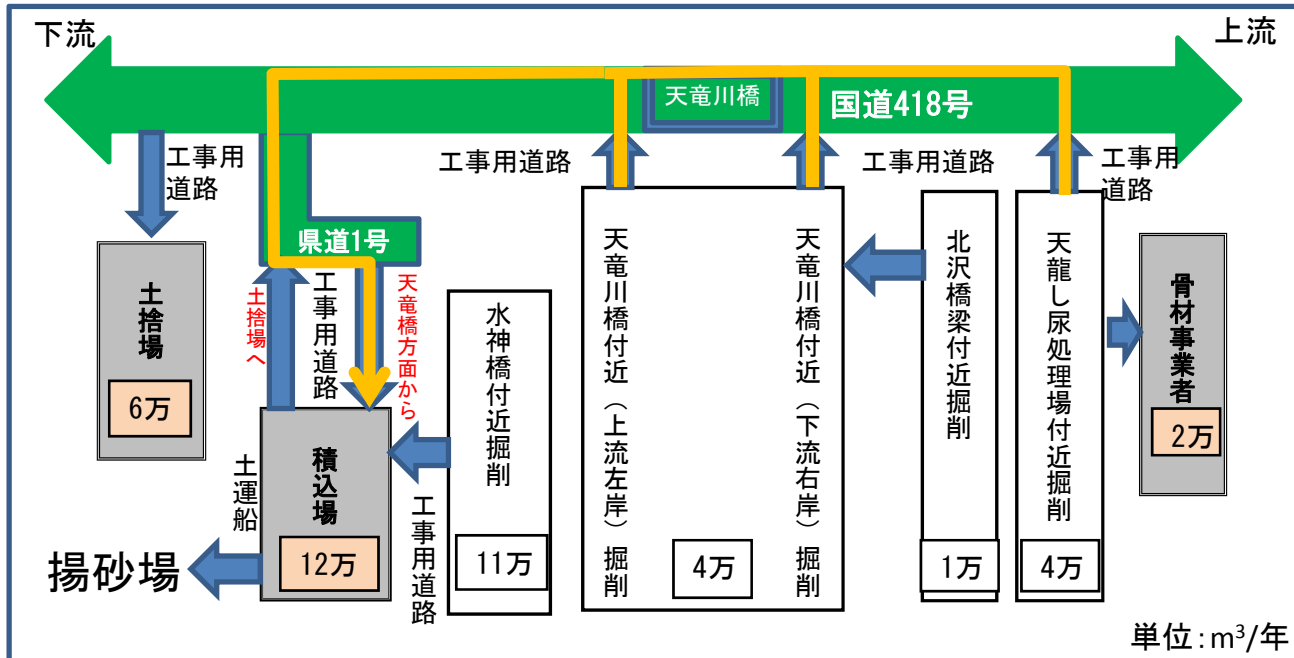 下流
上流
天竜川橋
国道418号
工事用
道路
工事用道路
工事用道路
工事用
道路
県道1号
土捨場
6万
土捨場へ
工事用道路
天竜橋方面から
積込場
12万
土運船
揚砂場
水神橋付近掘削
11万
工事用道路
天竜川橋付近（上流左岸）掘削
4万
天竜川橋付近（下流右岸）掘削
北沢橋梁付近掘削
1万
天龍し尿処理場付近掘削
4万
骨材事業者
2万
単位：m³/年